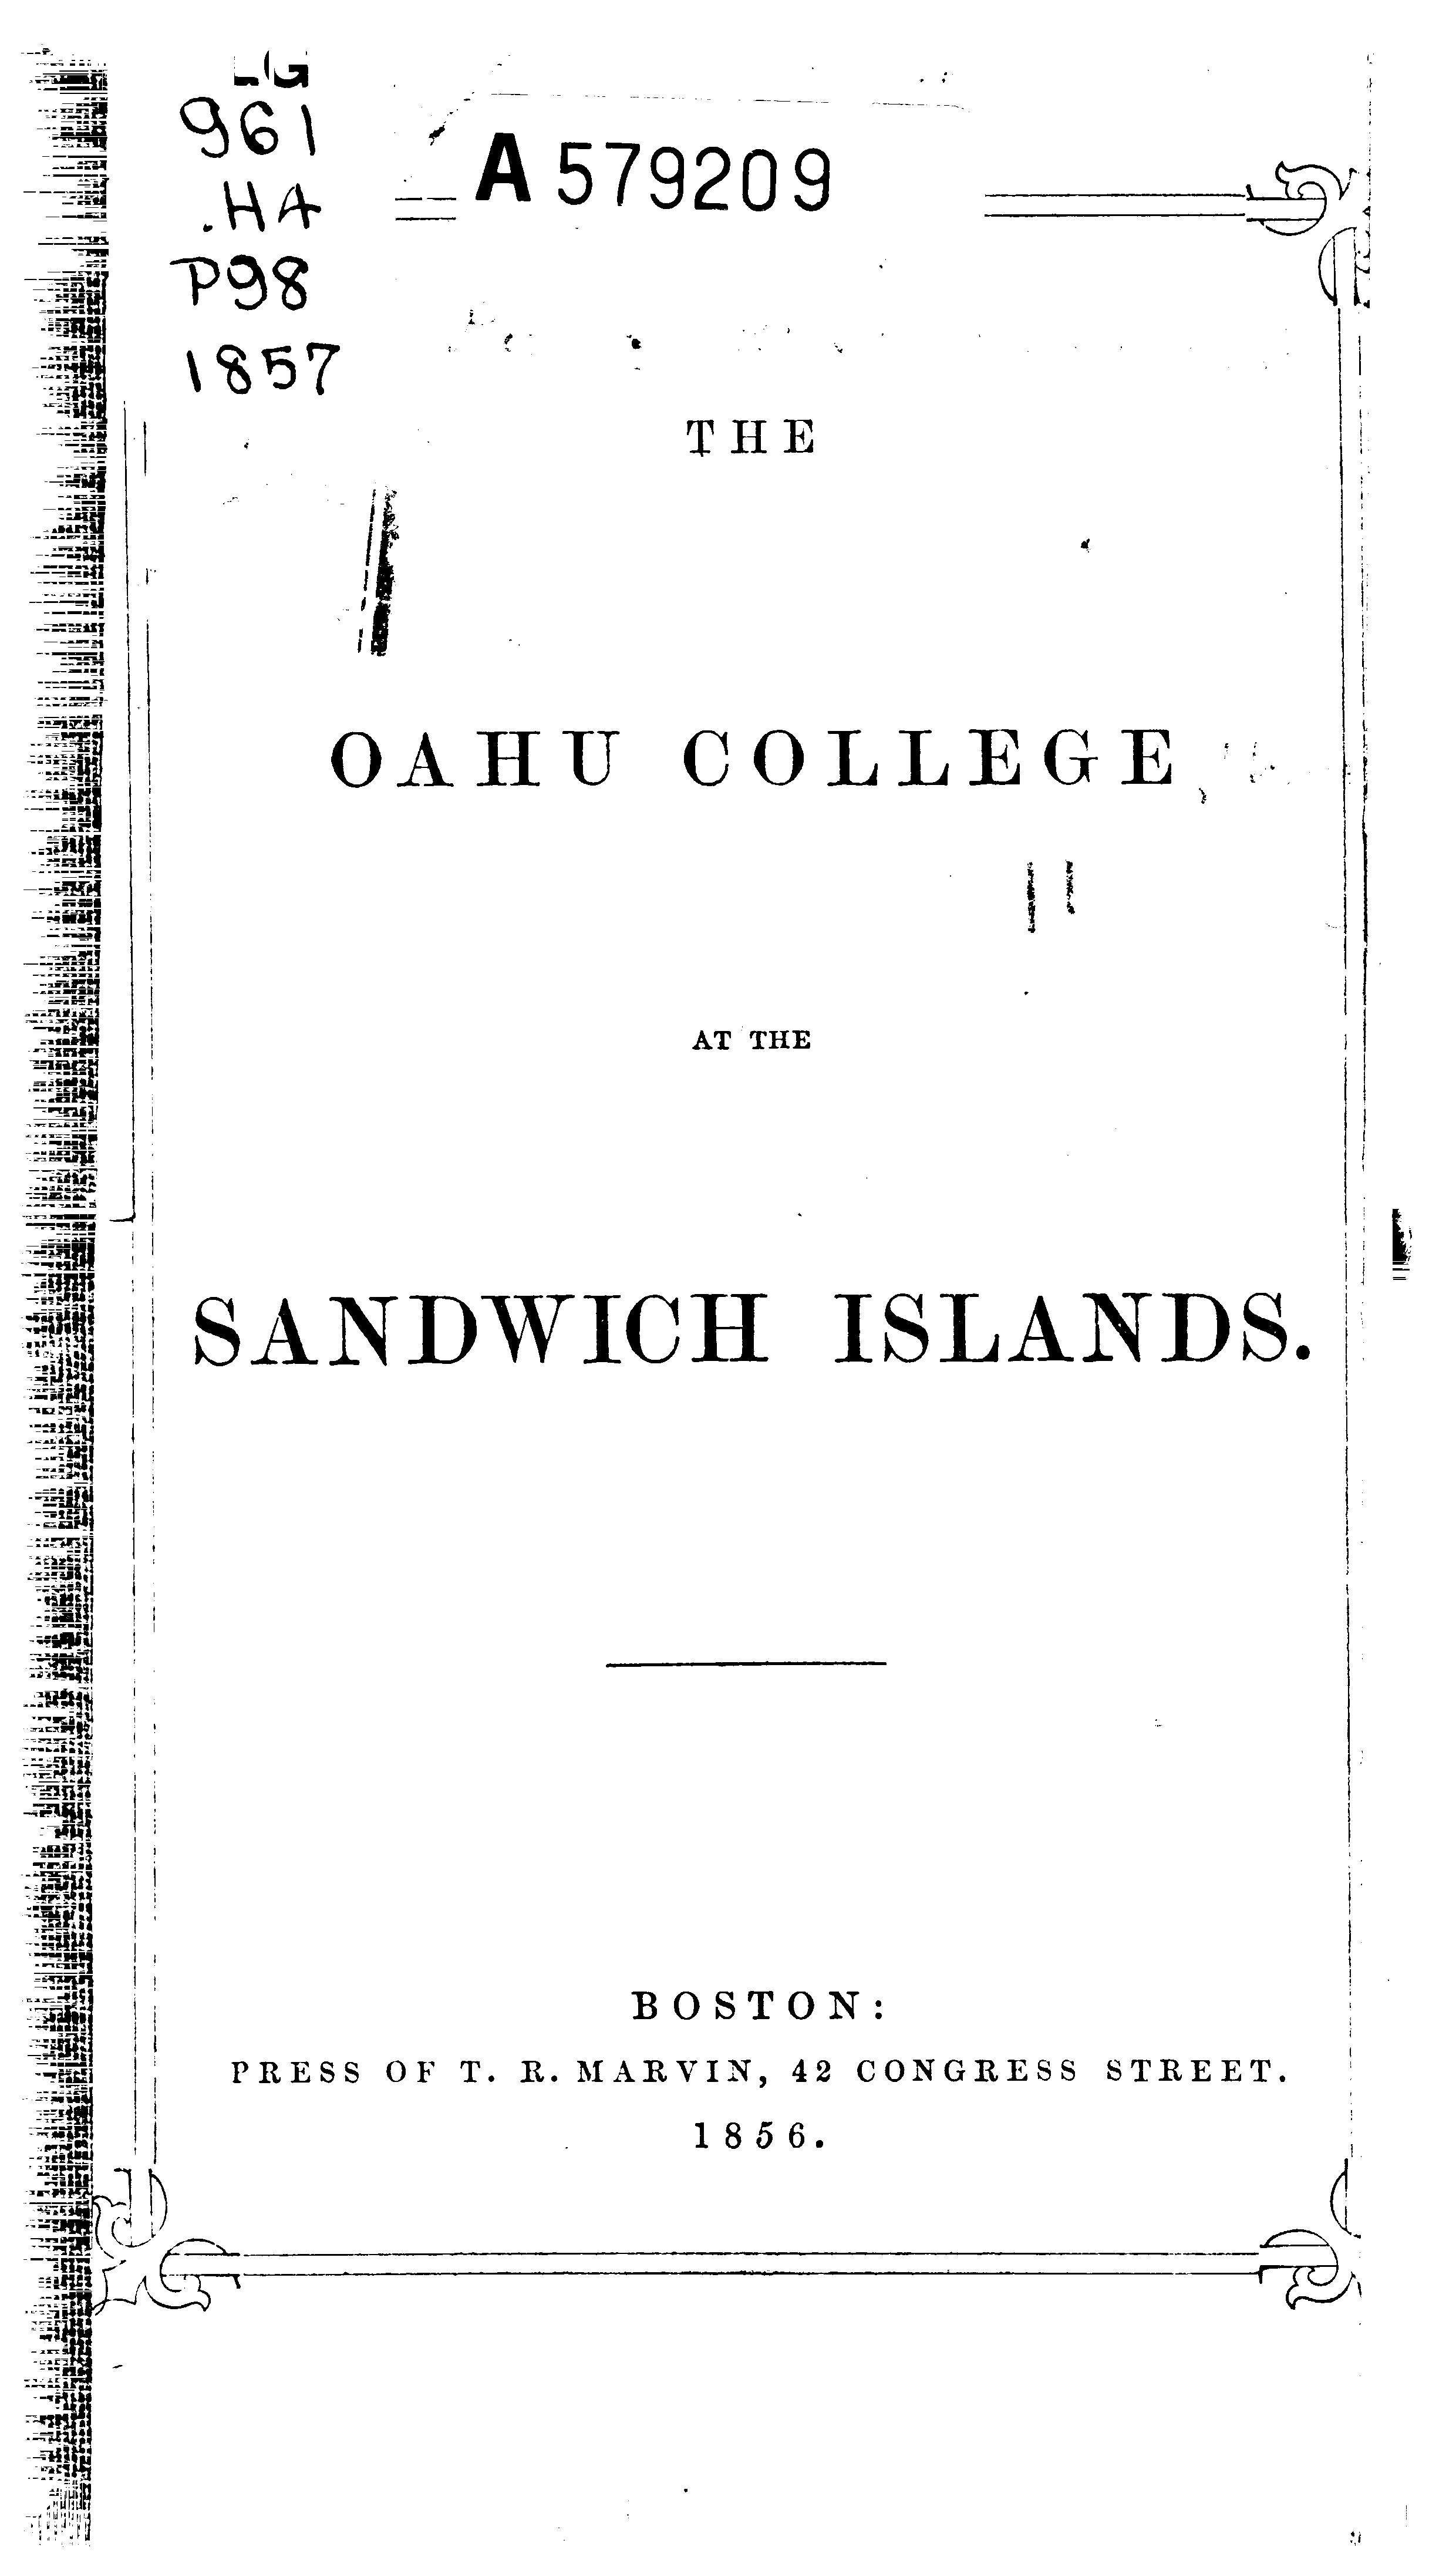 LG
961
.H4
P98
1857
A 579209
THE
OAHU COLLEGE
AT THE
SANDWICH ISLANDS.
BOSTON:
PRESS OF T. R. MARVIN, 42 CONGRESS STREET.
1856.